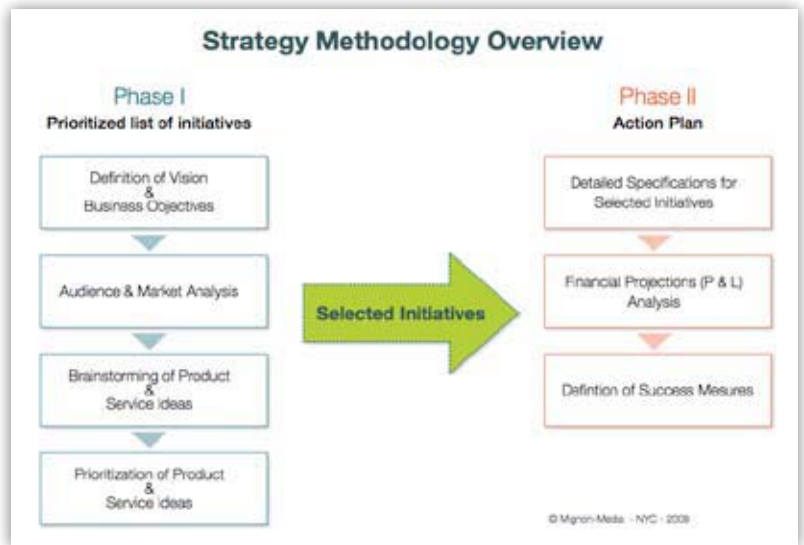 Strategy Methodology Overview
Phase I
Prioritized list of initiatives
Definition of Vision
&
Business Objectives
Audience & Market Analysis
Brainstorming of Product
&
Service Ideas
Prioritization of Product
&
Service Ideas
Selected Initiatives
Phase II
Action Plan
Detailed Specifications for
Selected Initiatives
Financial Projections (P & L)
Analysis
Defintion of Success Mesures
© Mignon-Media - NYC - 2009